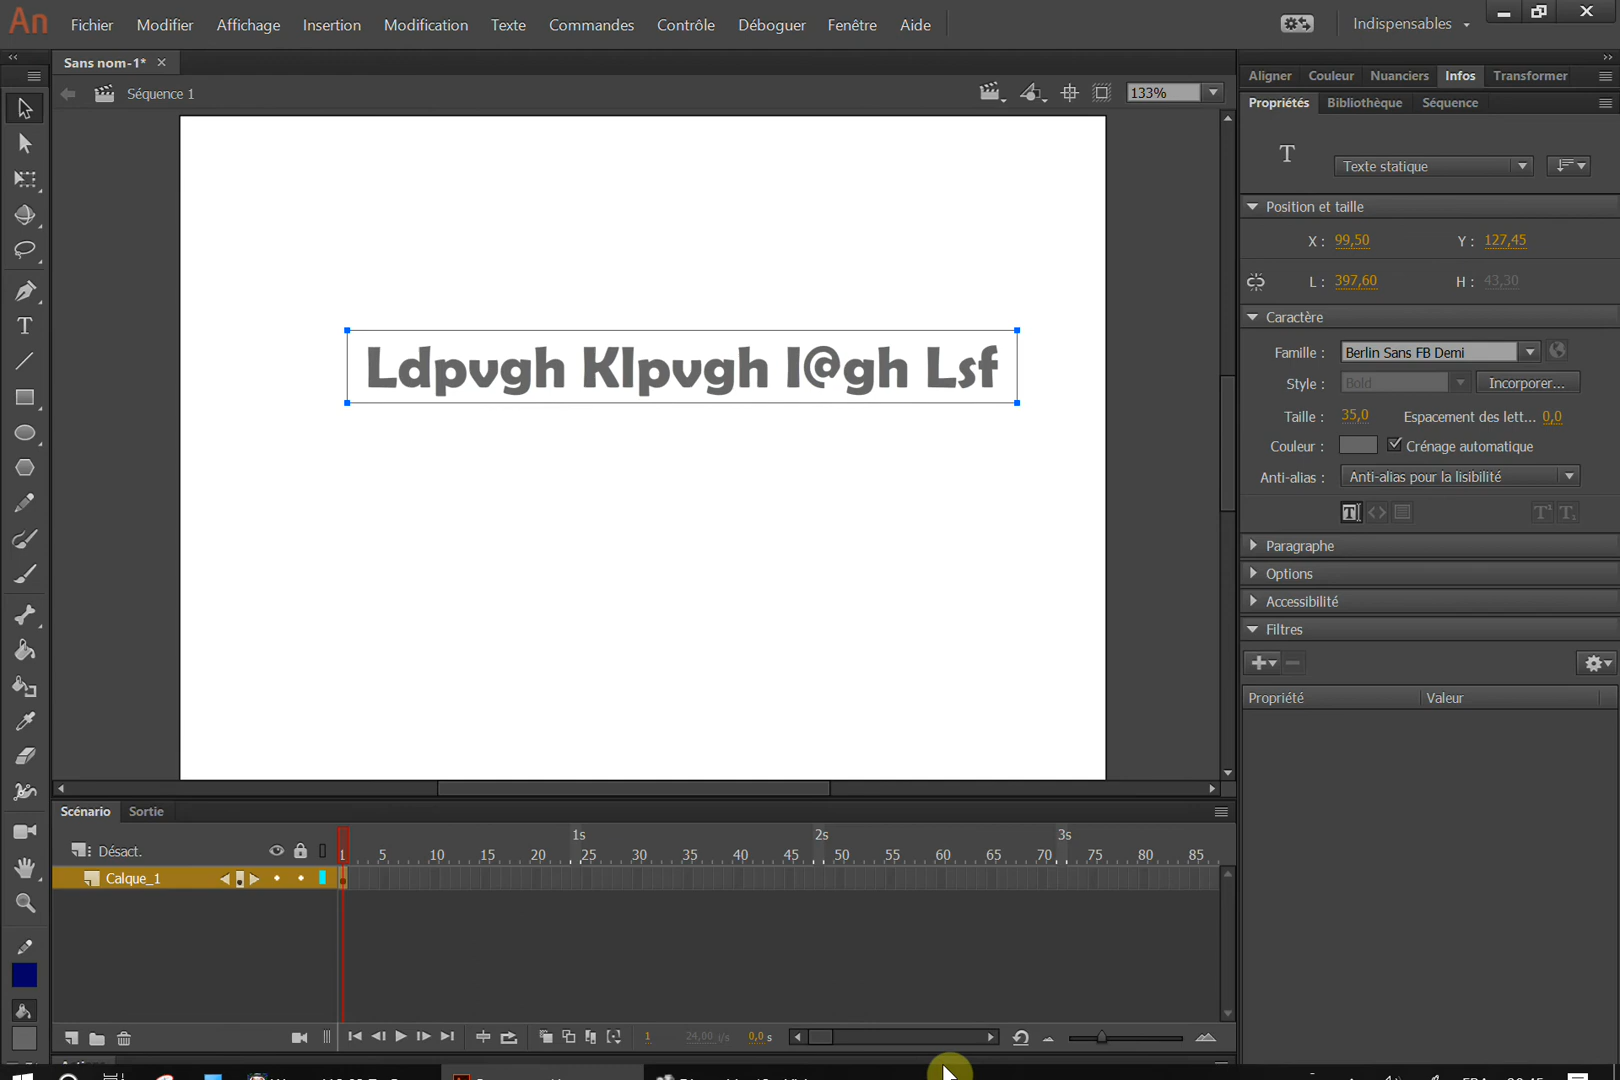 An Fichier Modifier Affichage Insertion Modification Texte Commandes Contrôle Déboguer Fenêtre Aide Indispensables
Sans nom-1*
Séquence 1 133%
Ldpvgh Klpvgh l@gh Lsf
Aligner Couleur Nuanciers Infos Transformer
Propriétés Bibliothèque Séquence
T Texte statique
Position et taille
X : 99,50 Y : 127,45
L : 397,60 H : 43,30
Caractère
Famille : Berlin Sans FB Demi
Style : Bold Incorporer...
Taille : 35,0 Espacement des lett... 0,0
Couleur : Crénage automatique
Anti-alias : Anti-alias pour la lisibilité
Paragraphe
Options
Accessibilité
Filtres
Propriété Valeur
Scénario Sortie
1s 2s 3s
Désact. 1 5 10 15 20 25 30 35 40 45 50 55 60 65 70 75 80 85
Calque_1
1 24,00 i/s 0,0 s